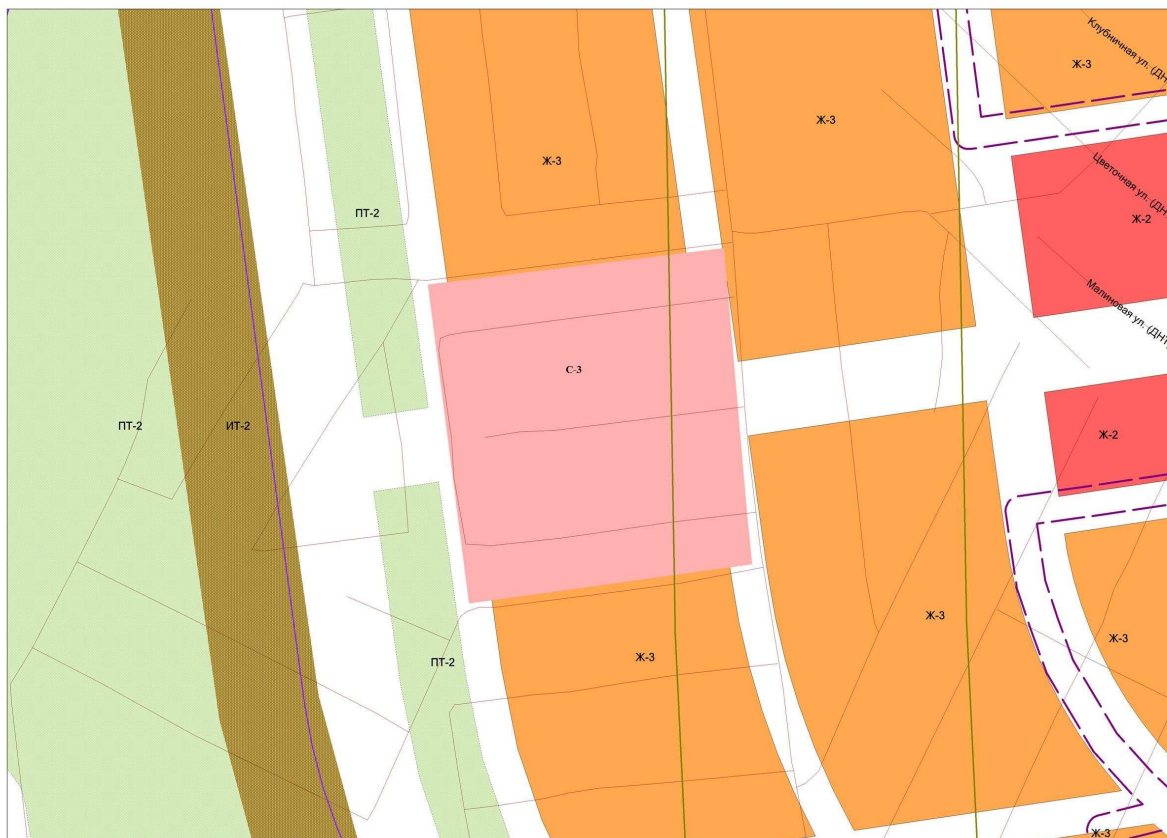 Клубничная ул. (ДН
Ж-3
Ж-3
Ж-3
Цветочная ул. (ДН
ПТ-2
Ж-2
Малиновая ул. (ДНТ
С-3
ПТ-2
ИТ-2
Ж-2
Ж-3
Ж-3
Ж-3
ПТ-2
Ж-3